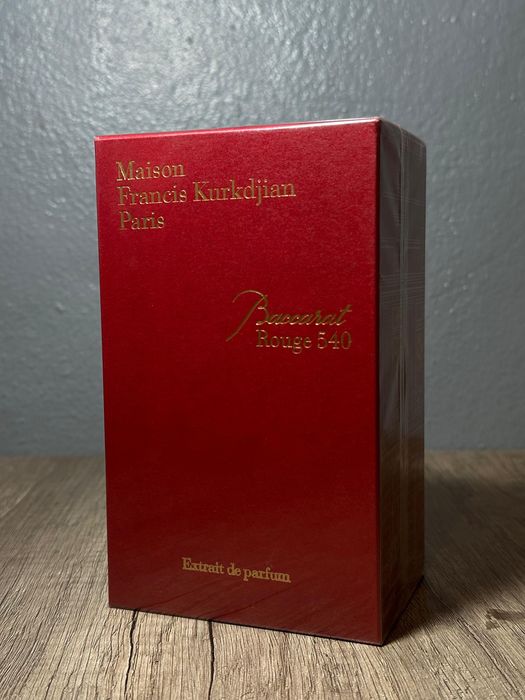 Maison
Francis Kurkdjian
Paris
Baccarat
Rouge 540
Extrait de parfum